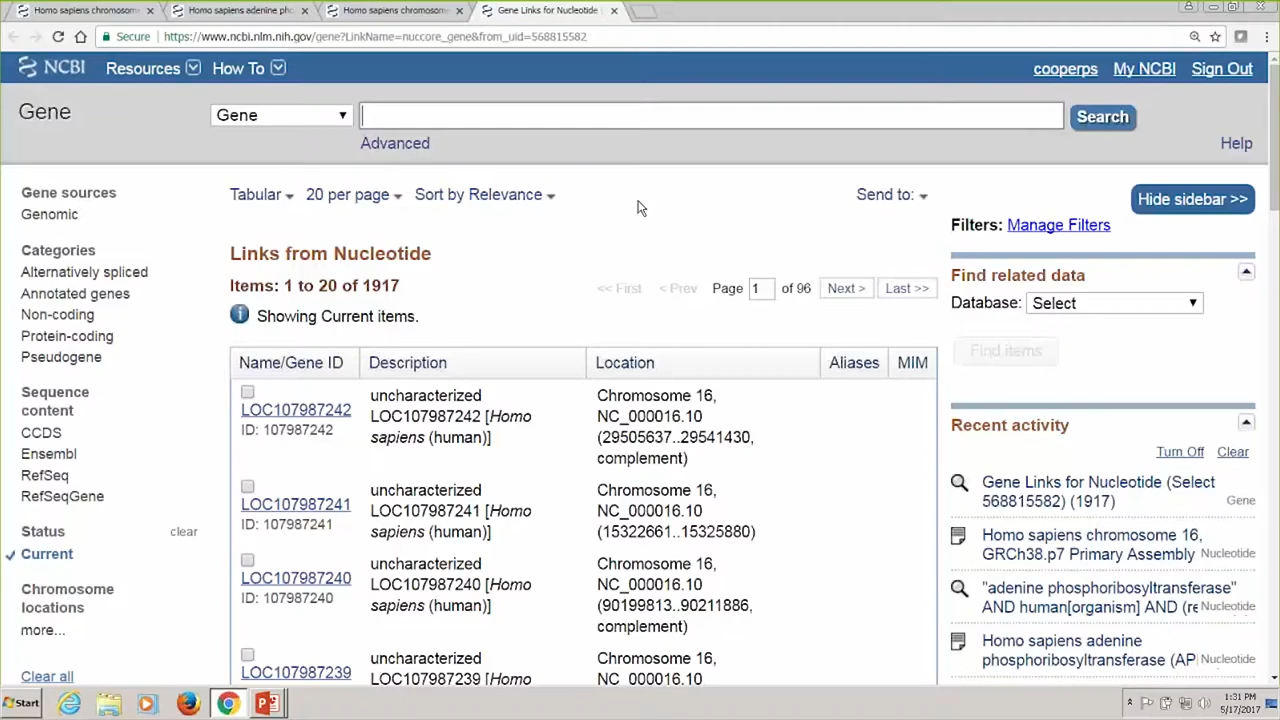 Homo sapiens chromosome
Homo sapiens adenine pho
Homo sapiens chromosome
Gene Links for Nucleotide
Secure
https://www.ncbi.nlm.nih.gov/gene?LinkName=nuccore_gene&from_uid=568815582
NCBI Resources How To cooperps My NCBI Sign Out
Gene Gene Search
Advanced Help
Gene sources
Genomic
Categories
Alternatively spliced
Annotated genes
Non-coding
Protein-coding
Pseudogene
Sequence
content
CCDS
Ensembl
RefSeq
RefSeqGene
Status clear
Current
Chromosome
locations
more...
Clear all
Tabular 20 per page Sort by Relevance Send to:
Links from Nucleotide
Items: 1 to 20 of 1917
<< First < Prev Page 1 of 96 Next > Last >>
Showing Current items.
Name/Gene ID Description Location Aliases MIM
LOC107987242
ID: 107987242
uncharacterized
LOC107987242 [Homo
sapiens (human)]
Chromosome 16,
NC_000016.10
(29505637..29541430,
complement)
LOC107987241
ID: 107987241
uncharacterized
LOC107987241 [Homo
sapiens (human)]
Chromosome 16,
NC_000016.10
(15322661..15325880)
LOC107987240
ID: 107987240
uncharacterized
LOC107987240 [Homo
sapiens (human)]
Chromosome 16,
NC_000016.10
(90199813..90211886,
complement)
LOC107987239
uncharacterized
LOC107987239 [Homo
Chromosome 16,
NC_000016.10
Hide sidebar >>
Filters: Manage Filters
Find related data
Database: Select
Find items
Recent activity
Turn Off Clear
Gene Links for Nucleotide (Select
568815582) (1917)
Gene
Homo sapiens chromosome 16,
GRCh38.p7 Primary Assembly Nucleotide
"adenine phosphoribosyltransferase"
AND human[organism] AND (re Nucleotide
Homo sapiens adenine
phosphoribosyltransferase (AP Nucleotide
Start
1:31 PM
5/17/2017